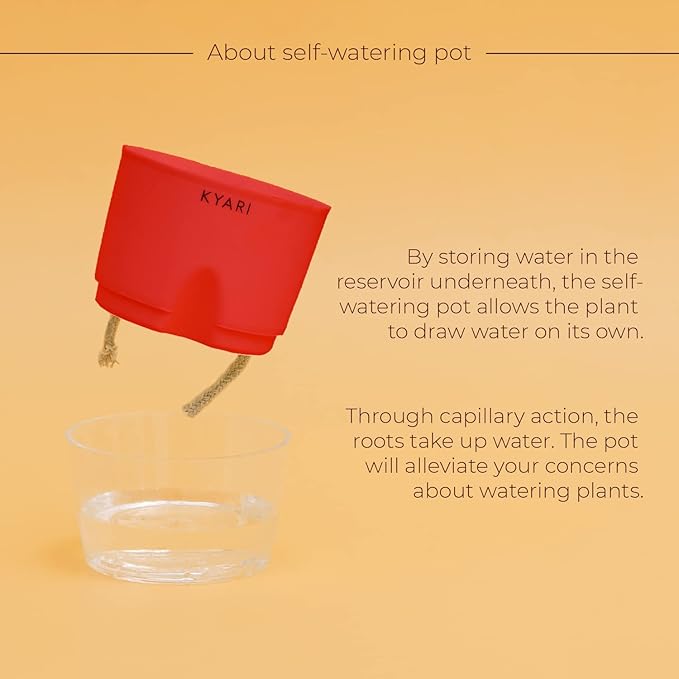 About self-watering pot
KYARI
By storing water in the
reservoir underneath, the self-
watering pot allows the plant
to draw water on its own.
Through capillary action, the
roots take up water. The pot
will alleviate your concerns
about watering plants.